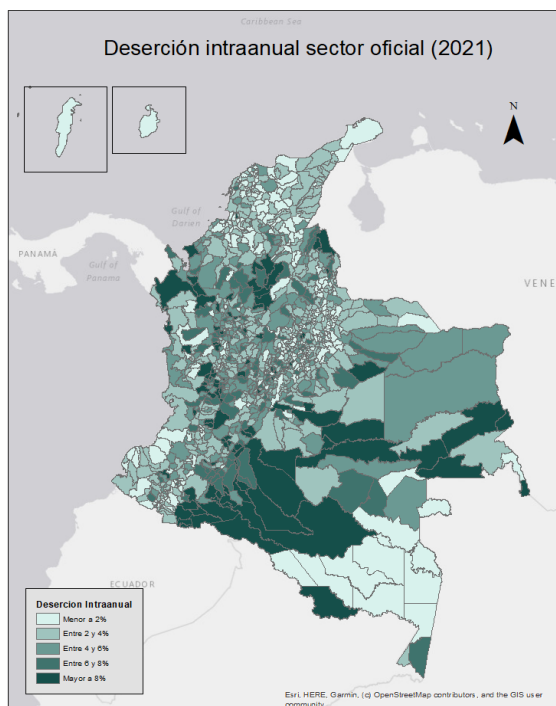 Caribbean Sea
Deserción intraanual sector oficial (2021)
N
Gulf of
Darien
PANAMÁ
Gulf of
Panama
VENE
ECUADOR
Desercion Intraanual
Menor a 2%
Entre 2 y 4%
Entre 4 y 6%
Entre 6 y 8%
Mayor a 8%
Esri, HERE, Garmin, (c) OpenStreetMap contributors, and the GIS user
community